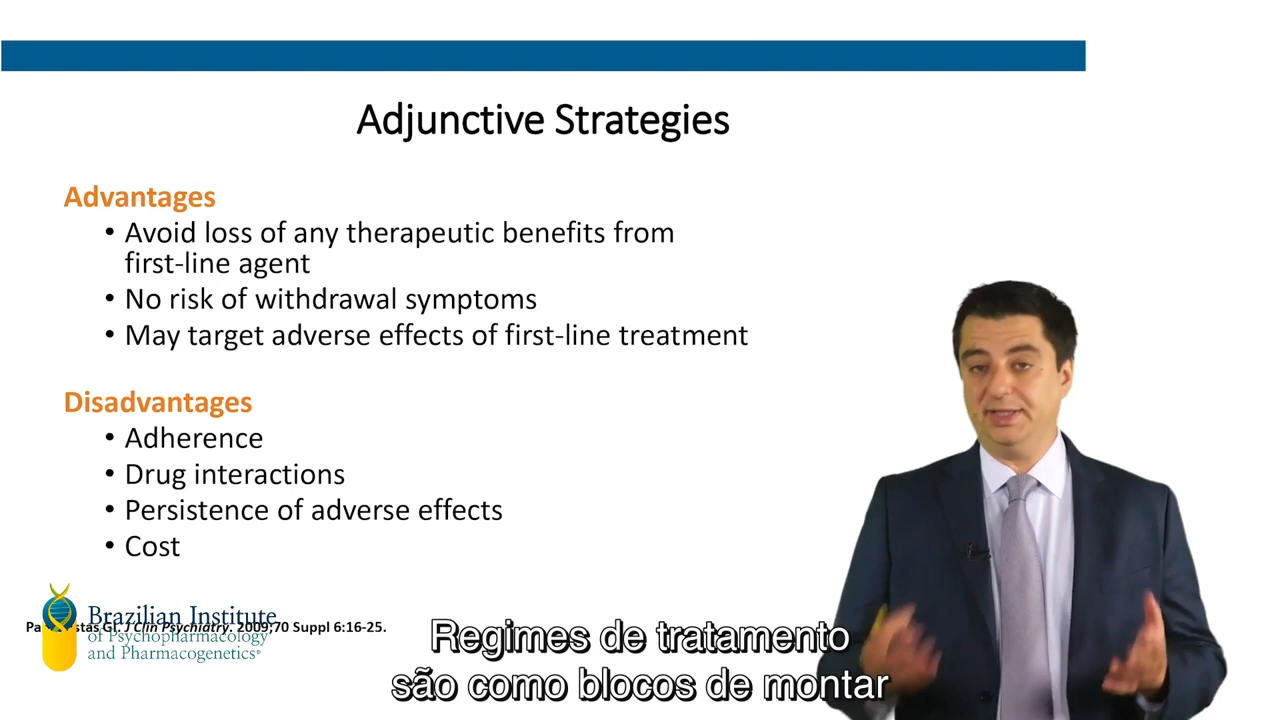 Adjunctive Strategies
Advantages
• Avoid loss of any therapeutic benefits from
first-line agent
• No risk of withdrawal symptoms
• May target adverse effects of first-line treatment
Disadvantages
• Adherence
• Drug interactions
• Persistence of adverse effects
• Cost
Brazilian Institute
of Psychopharmacology
and Pharmacogenetics
GI. J Clin Psychiatry. 2009;70 Suppl 6:16-25.
Regimes de tratamento
são como blocos de montar